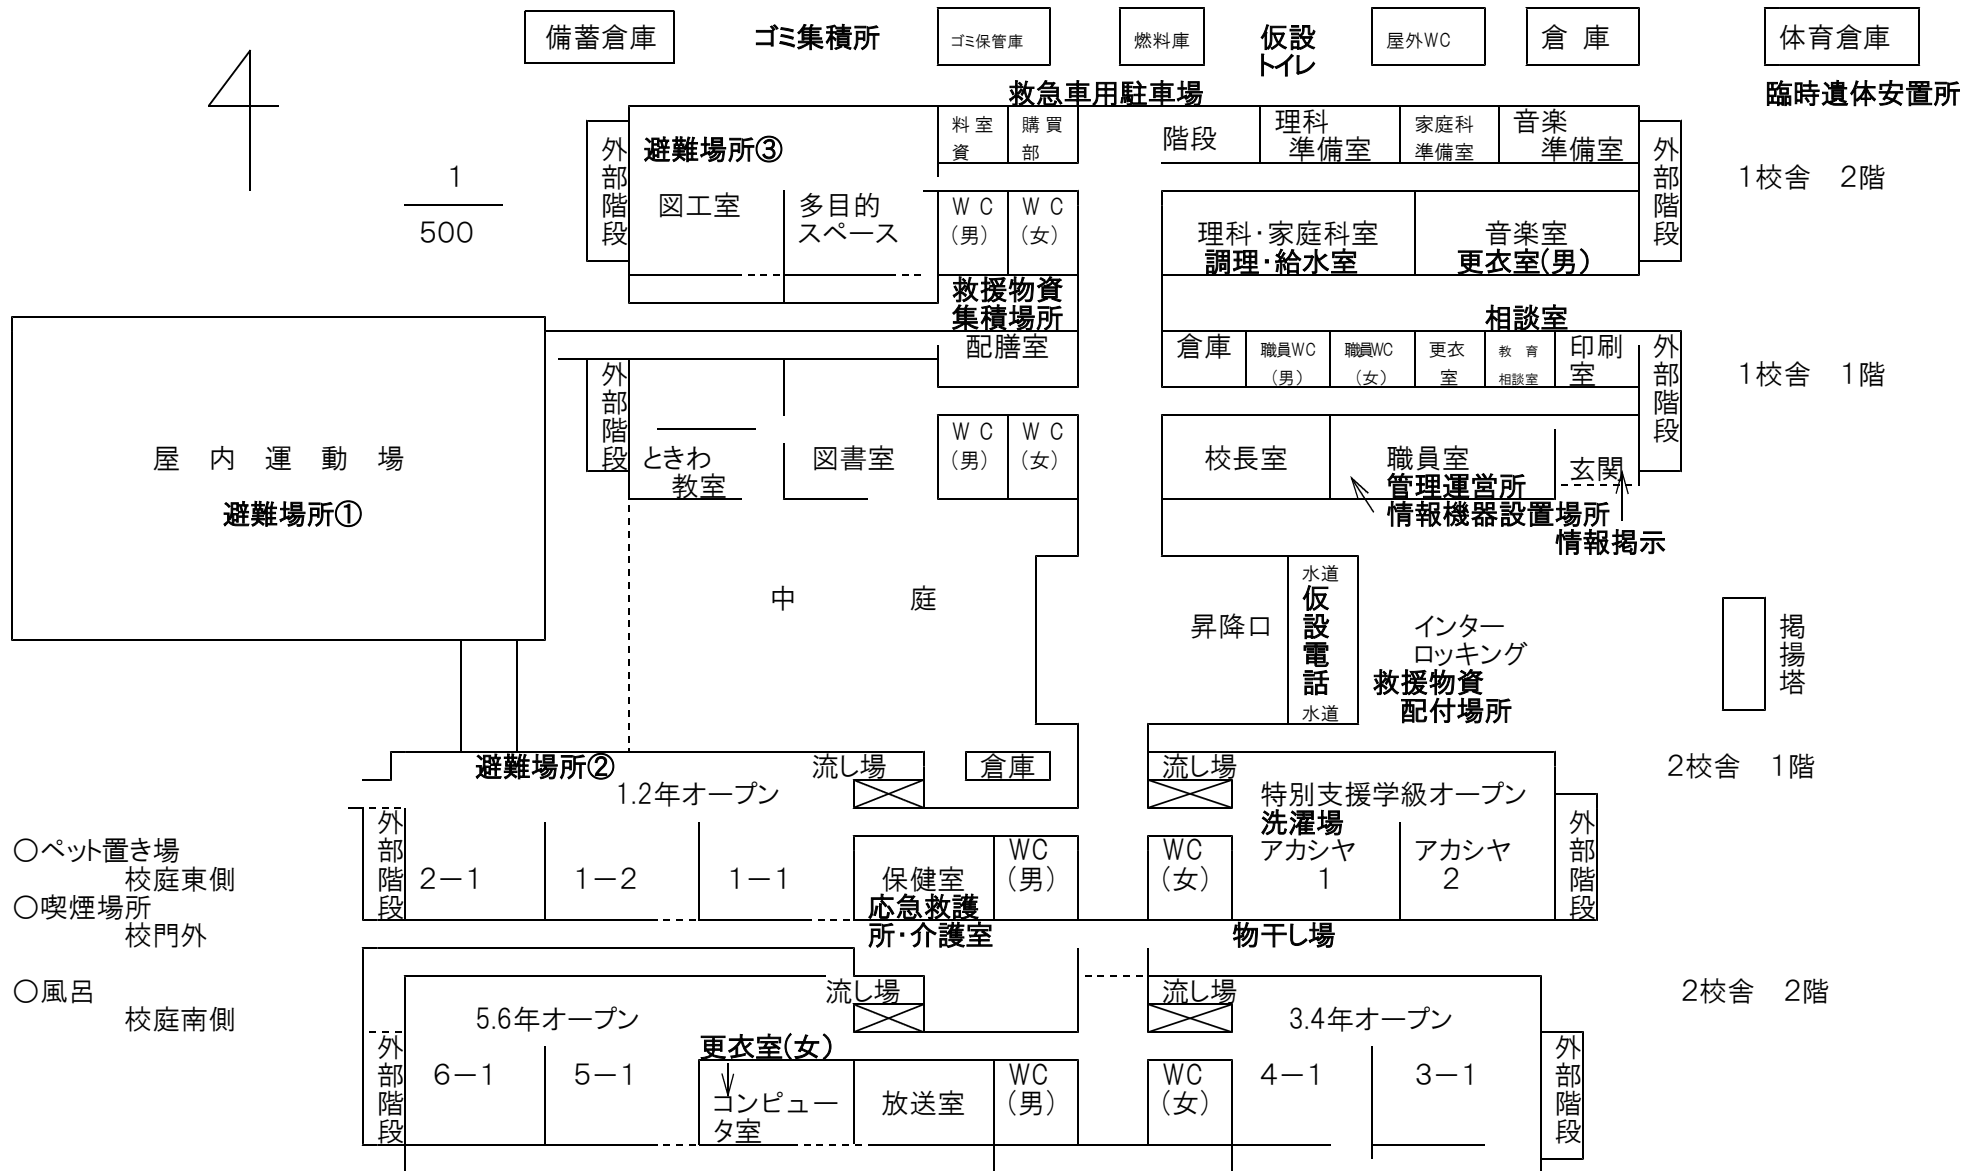 備蓄倉庫
ゴミ集積所
ゴミ保管庫
燃料庫
仮設
トイレ
屋外WC
倉 庫
体育倉庫
救急車用駐車場
臨時遺体安置所
1
500
外部階段
避難場所③
図工室
多目的
スペース
料 室
資
購 買
部
階段
理科
準備室
家庭科
準備室
音楽
準備室
外部階段
1校舎 2階
W C
(男)
W C
(女)
理科・家庭科室
調理・給水室
音楽室
更衣室(男)
救援物資
集積場所
配膳室
相談室
倉庫
職員WC
(男)
職員WC
(女)
更衣
室
教 育
相談室
印刷
室
外部階段
1校舎 1階
屋 内 運 動 場
避難場所①
外部階段
ときわ
教室
図書室
W C
(男)
W C
(女)
校長室
職員室
管理運営所
情報機器設置場所
玄関
情報掲示
中 庭
昇降口
水道
仮設電話
水道
インター
ロッキング
救援物資
配付場所
掲揚塔
避難場所②
流し場
倉庫
流し場
2校舎 1階
1.2年オープン
特別支援学級オープン
洗濯場
外部階段
2-1
1-2
1-1
保健室
応急救護
所・介護室
WC
(男)
WC
(女)
アカシヤ
1
アカシヤ
2
外部階段
物干し場
○ペット置き場
校庭東側
○喫煙場所
校門外
○風呂
校庭南側
流し場
流し場
2校舎 2階
5.6年オープン
3.4年オープン
外部階段
6-1
5-1
更衣室(女)
コンピュー
タ室
放送室
WC
(男)
WC
(女)
4-1
3-1
外部階段